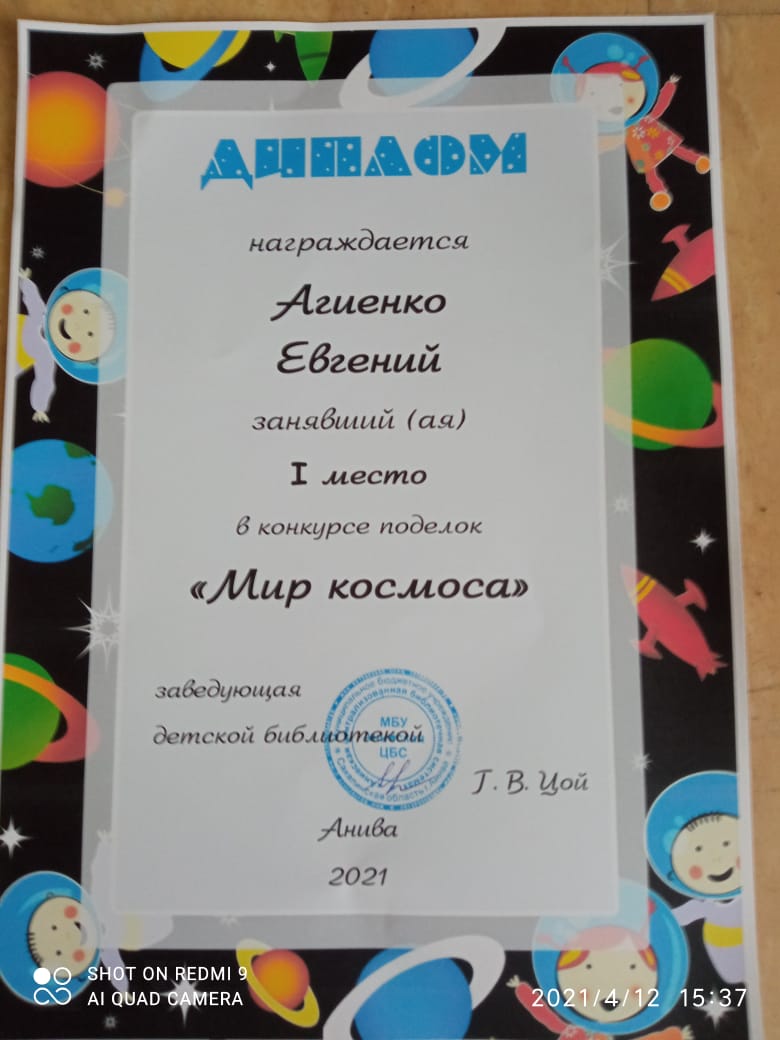 ДИПЛОМ
награждается
Агиенко
Евгений
занявший (ая)
I место
в конкурсе поделок
«Мир космоса»
заведующая
детской библиотекой
МБУ
ЦБС
Г. В. Цой
Анива
2021
SHOT ON REDMI 9
AI QUAD CAMERA
2021/4/12 15:37